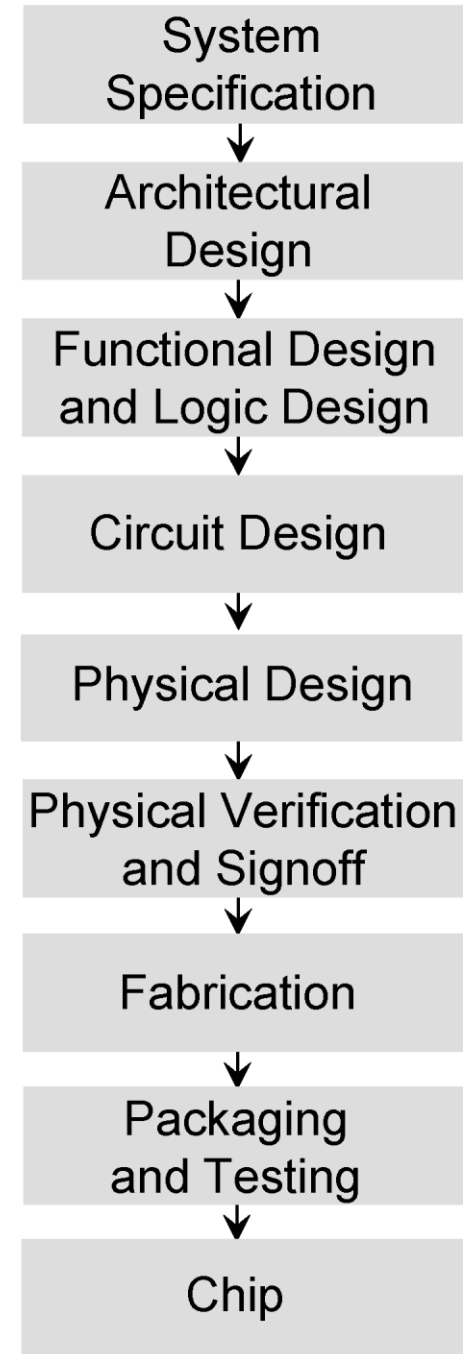 System
Specification
Architectural
Design
Functional Design
and Logic Design
Circuit Design
Physical Design
Physical Verification
and Signoff
Fabrication
Packaging
and Testing
Chip